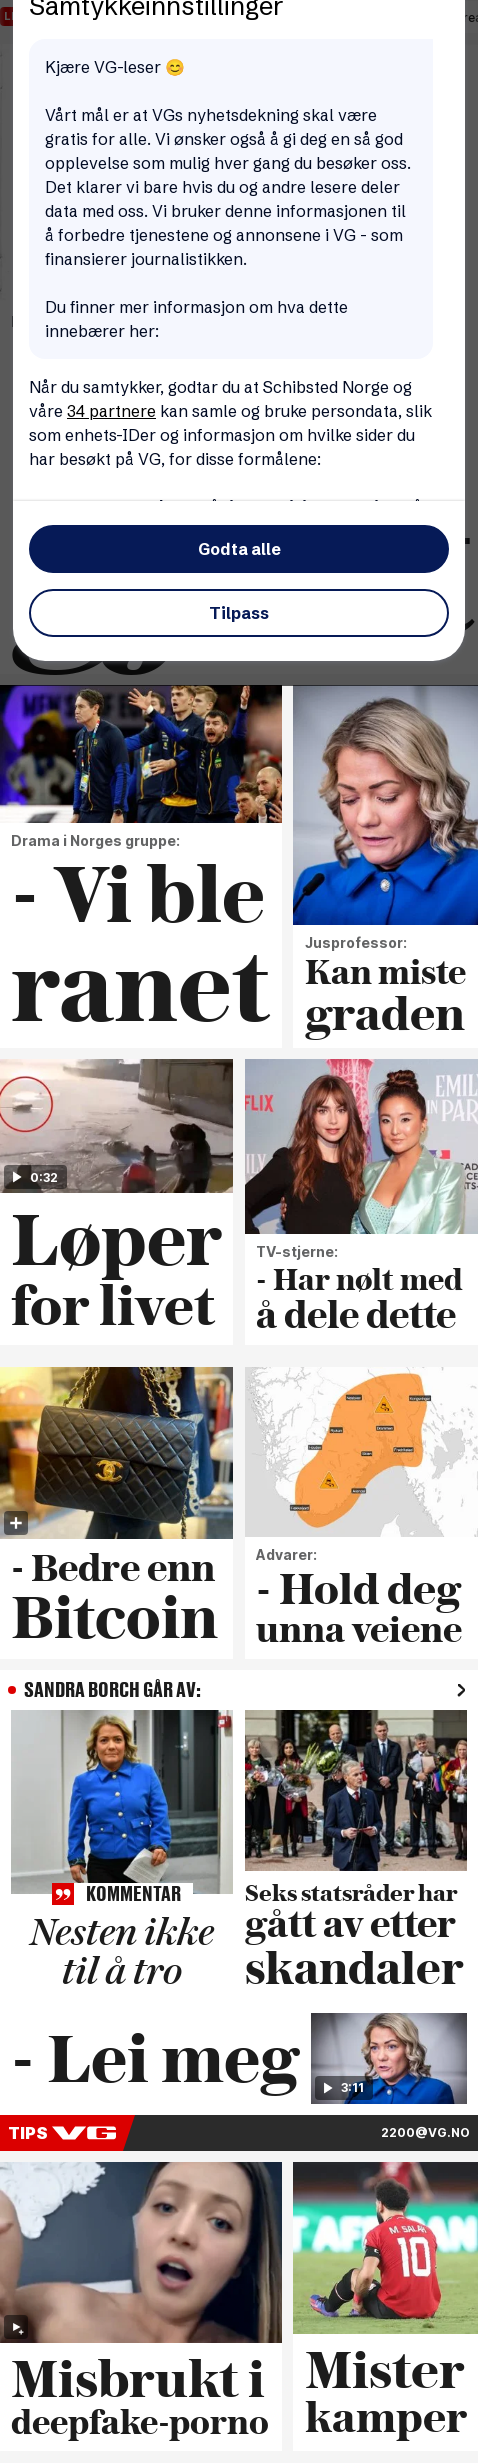 Samtykkeinnstillinger
Kjære VG-leser 😊
Vårt mål er at VGs nyhetsdekning skal være
gratis for alle. Vi ønsker også å gi deg en så god
opplevelse som mulig hver gang du besøker oss.
Det klarer vi bare hvis du og andre lesere deler
data med oss. Vi bruker denne informasjonen til
å forbedre tjenestene og annonsene i VG - som
finansierer journalistikken.
Du finner mer informasjon om hva dette
innebærer her:
Når du samtykker, godtar du at Schibsted Norge og
våre 34 partnere kan samle og bruke persondata, slik
som enhets-IDer og informasjon om hvilke sider du
har besøkt på VG, for disse formålene:
Godta alle
Tilpass
Drama i Norges gruppe:
- Vi ble
ranet
Jusprofessor:
Kan miste
graden
0:32
Løper
for livet
TV-stjerne:
- Har nølt med
å dele dette
- Bedre enn
Bitcoin
Advarer:
- Hold deg
unna veiene
SANDRA BORCH GÅR AV:
KOMMENTAR
Nesten ikke
til å tro
Seks statsråder har
gått av etter
skandaler
- Lei meg
3:11
TIPS VG
2200@VG.NO
Misbrukt i
deepfake-porno
M. SALAH
10
Mister
kamper